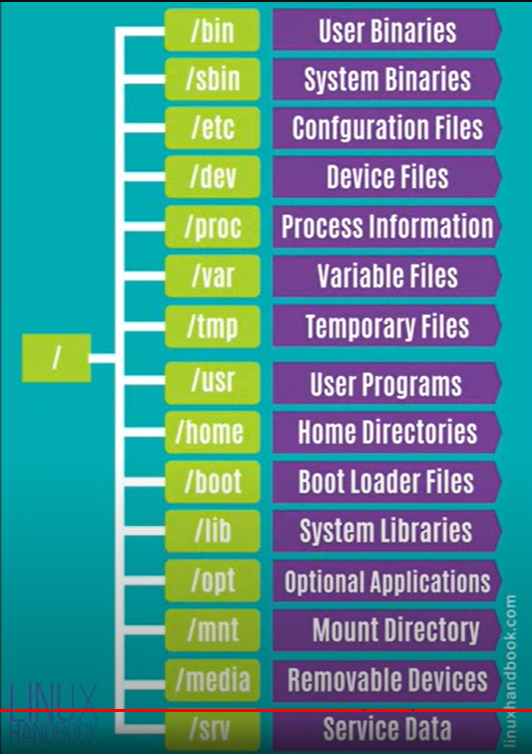 /bin User Binaries
/sbin System Binaries
/etc Confguration Files
/dev Device Files
/proc Process Information
/var Variable Files
/tmp Temporary Files
/
/usr User Programs
/home Home Directories
/boot Boot Loader Files
/lib System Libraries
/opt Optional Applications
/mnt Mount Directory
/media Removable Devices
/srv Service Data
LINUX
HANDBOOK
linuxhandbook.com